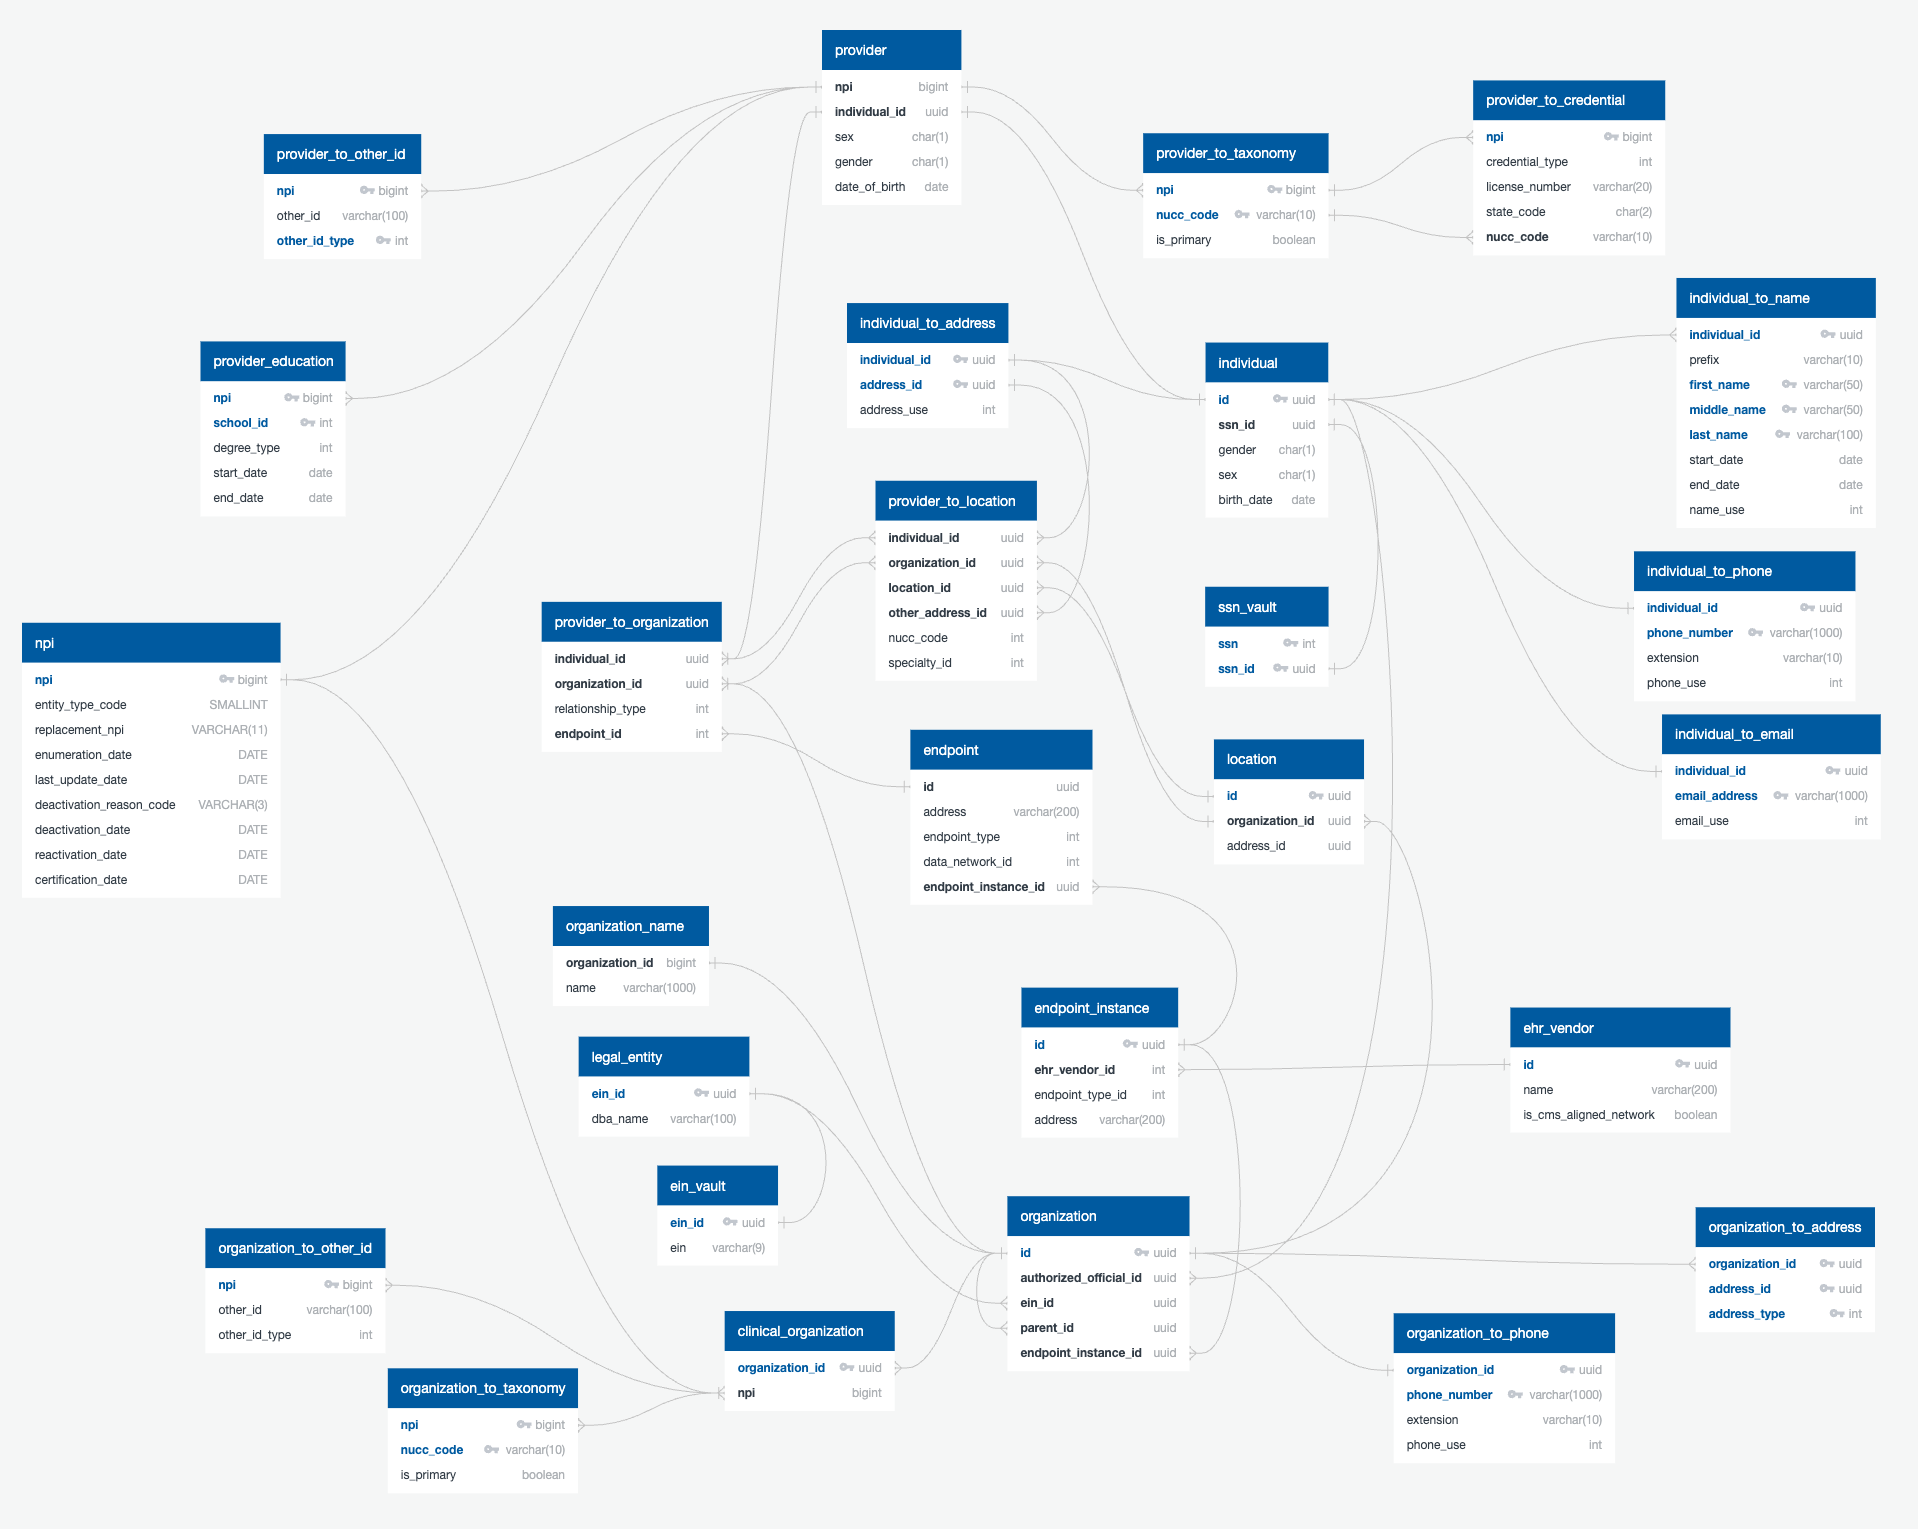 provider
npi bigint
individual_id uuid
sex char(1)
gender char(1)
date_of_birth date
provider_to_credential
npi bigint
credential_type int
license_number varchar(20)
state_code char(2)
nucc_code varchar(10)
provider_to_other_id
npi bigint
other_id varchar(100)
other_id_type int
provider_to_taxonomy
npi bigint
nucc_code varchar(10)
is_primary boolean
individual_to_name
individual_id uuid
prefix varchar(10)
first_name varchar(50)
middle_name varchar(50)
last_name varchar(100)
start_date date
end_date date
name_use int
individual_to_address
individual_id uuid
address_id uuid
address_use int
provider_education
npi bigint
school_id int
degree_type int
start_date date
end_date date
individual
id uuid
ssn_id uuid
gender char(1)
sex char(1)
birth_date date
provider_to_location
individual_id uuid
organization_id uuid
location_id uuid
other_address_id uuid
nucc_code int
specialty_id int
individual_to_phone
individual_id uuid
phone_number varchar(1000)
extension varchar(10)
phone_use int
ssn_vault
ssn int
ssn_id uuid
provider_to_organization
individual_id uuid
organization_id uuid
relationship_type int
endpoint_id int
npi
npi bigint
entity_type_code SMALLINT
replacement_npi VARCHAR(11)
enumeration_date DATE
last_update_date DATE
deactivation_reason_code VARCHAR(3)
deactivation_date DATE
reactivation_date DATE
certification_date DATE
individual_to_email
individual_id uuid
email_address varchar(1000)
email_use int
endpoint
id uuid
address varchar(200)
endpoint_type int
data_network_id int
endpoint_instance_id uuid
location
id uuid
organization_id uuid
address_id uuid
organization_name
organization_id bigint
name varchar(1000)
endpoint_instance
id uuid
ehr_vendor_id int
endpoint_type_id int
address varchar(200)
ehr_vendor
id uuid
name varchar(200)
is_cms_aligned_network boolean
legal_entity
ein_id uuid
dba_name varchar(100)
ein_vault
ein_id uuid
ein varchar(9)
organization
id uuid
authorized_official_id uuid
ein_id uuid
parent_id uuid
endpoint_instance_id uuid
organization_to_address
organization_id uuid
address_id uuid
address_type int
organization_to_other_id
npi bigint
other_id varchar(100)
other_id_type int
clinical_organization
organization_id uuid
npi bigint
organization_to_phone
organization_id uuid
phone_number varchar(1000)
extension varchar(10)
phone_use int
organization_to_taxonomy
npi bigint
nucc_code varchar(10)
is_primary boolean